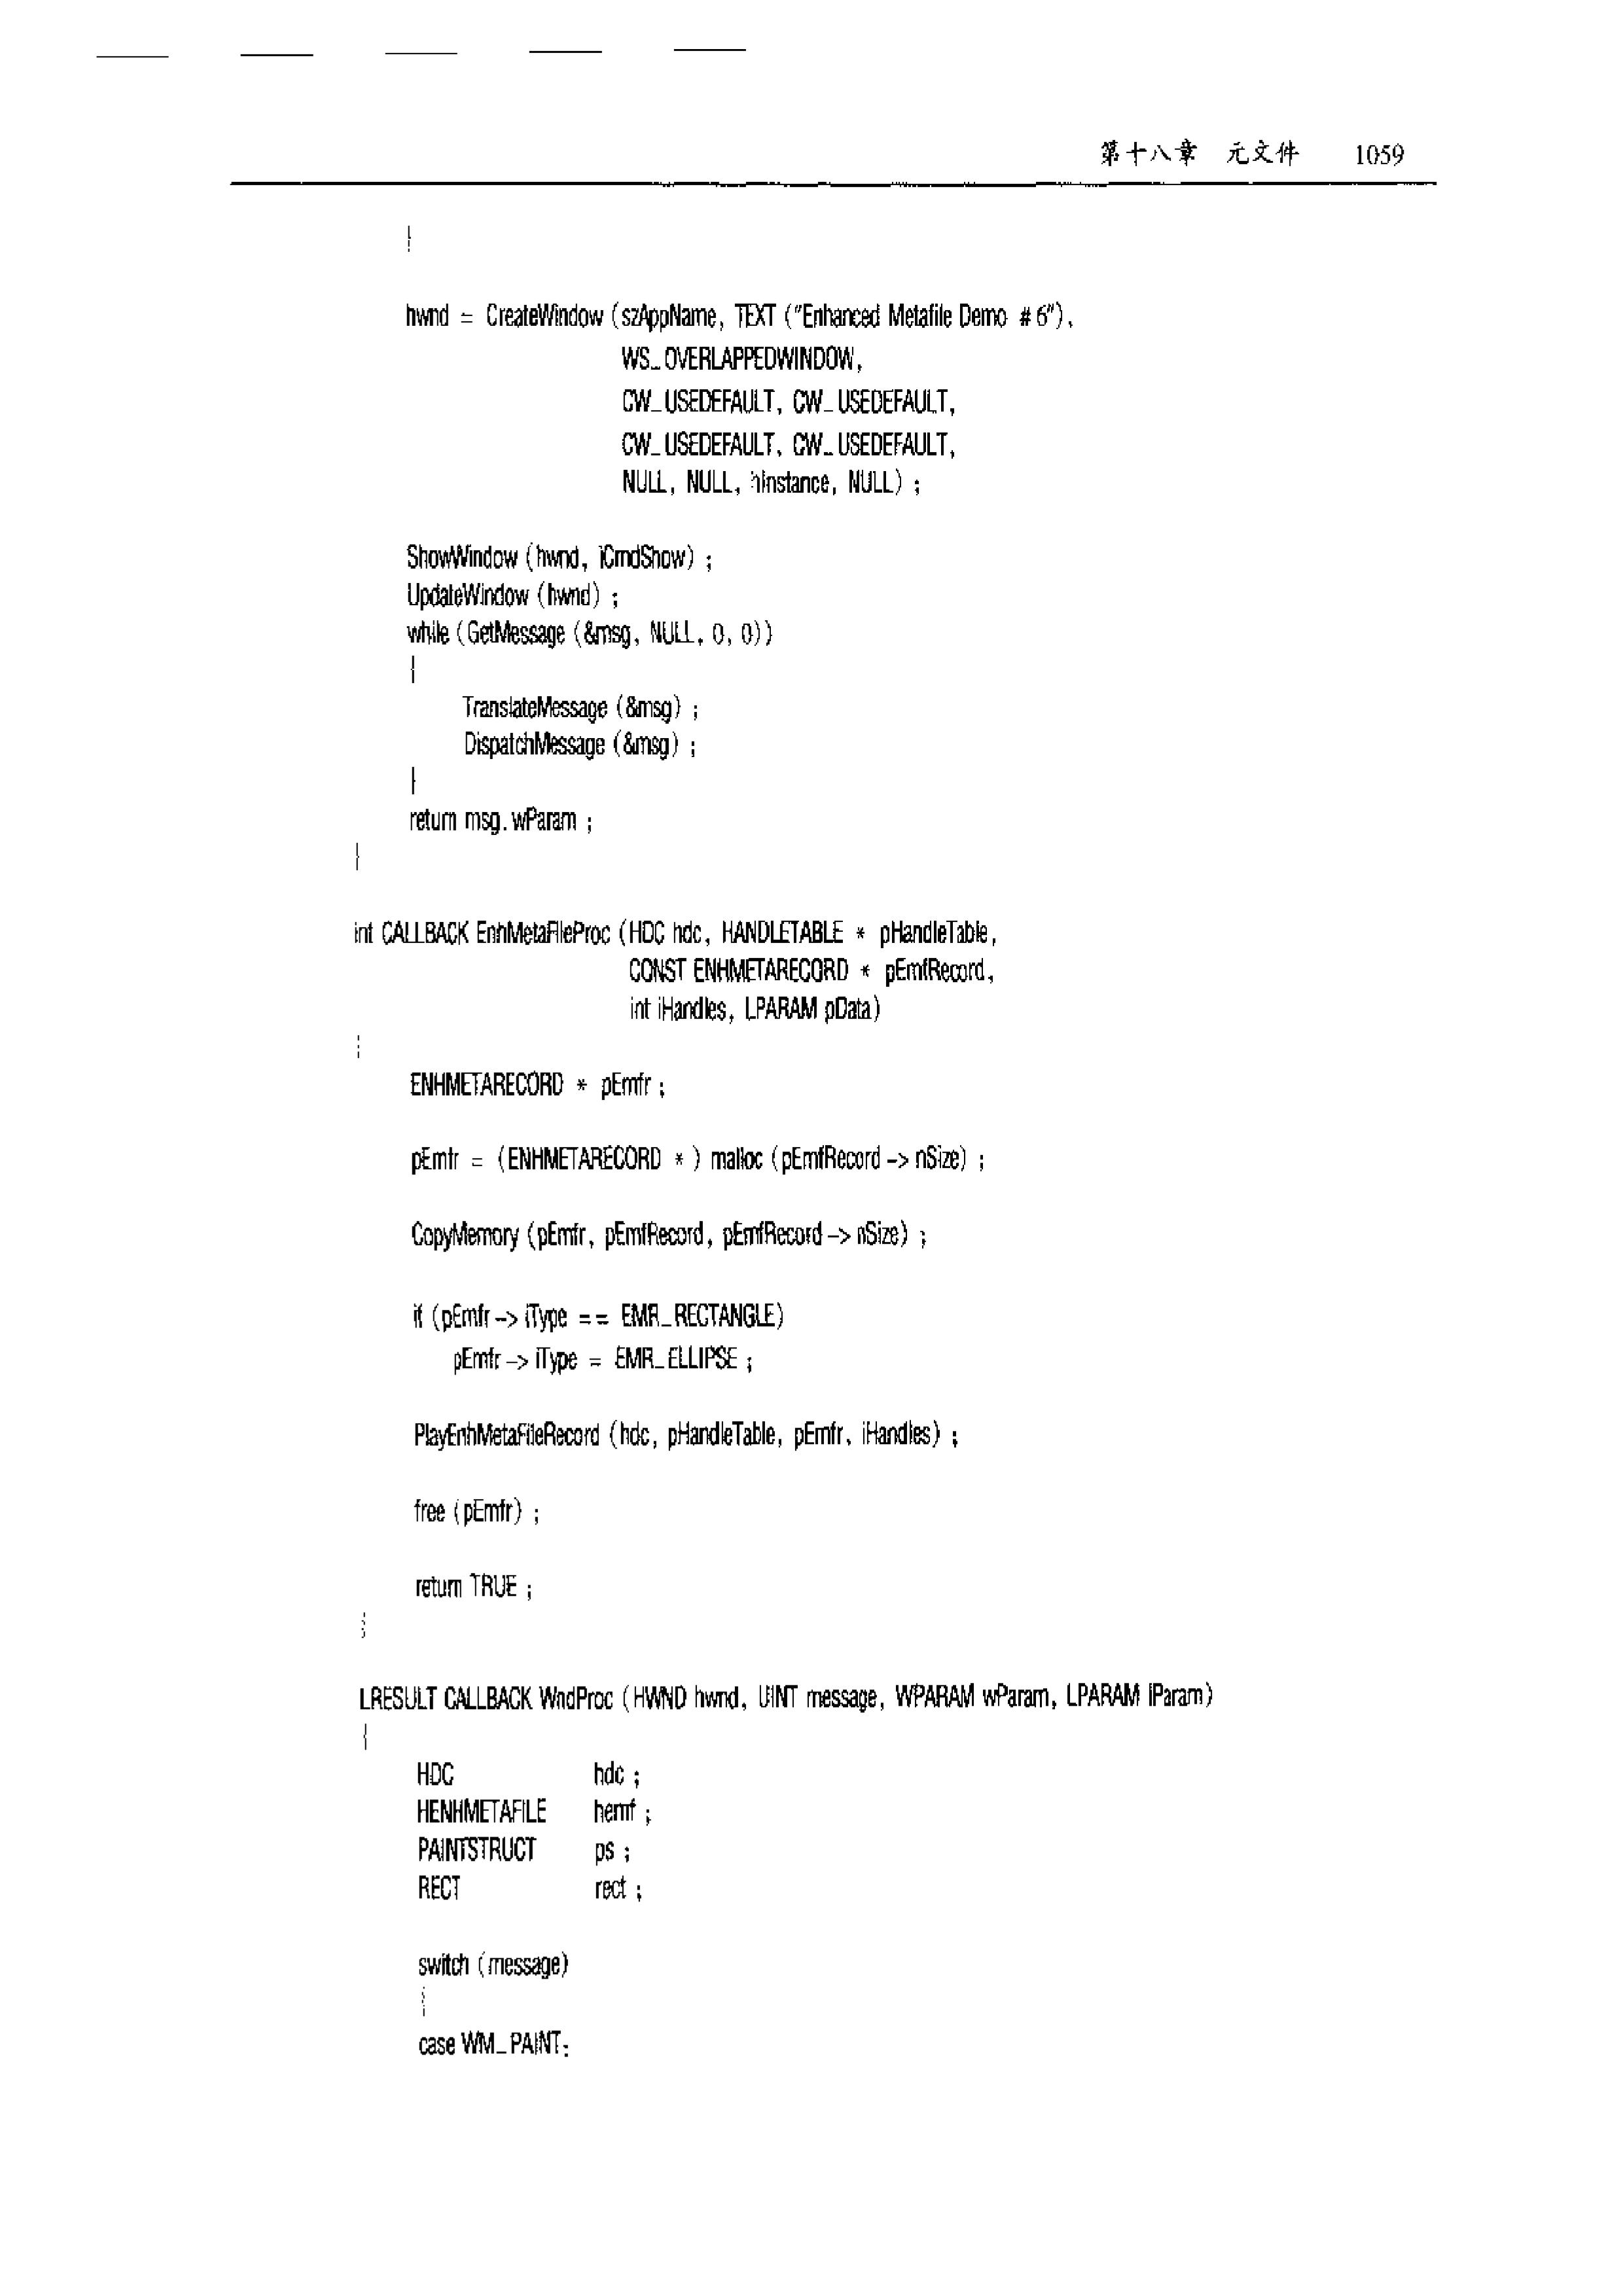 第十八章 元文件 1059
}
hwnd = CreateWindow (szAppName, TEXT ("Enhanced Metafile Demo #6"),
WS_OVERLAPPEDWINDOW,
CW_USEDEFAULT, CW_USEDEFAULT,
CW_USEDEFAULT, CW_USEDEFAULT,
NULL, NULL, hInstance, NULL) ;
ShowWindow (hwnd, iCmdShow) ;
UpdateWindow (hwnd) ;
while (GetMessage (&msg, NULL, 0, 0))
{
TranslateMessage (&msg) ;
DispatchMessage (&msg) ;
}
return msg.wParam ;
}
int CALLBACK EnhMetaFileProc (HDC hdc, HANDLETABLE * pHandleTable,
CONST ENHMETARECORD * pEmfRecord,
int iHandles, LPARAM pData)
{
ENHMETARECORD * pEmfr ;
pEmfr = (ENHMETARECORD * ) malloc (pEmfRecord -> nSize) ;
CopyMemory (pEmfr, pEmfRecord, pEmfRecord -> nSize) ;
if (pEmfr -> iType == EMR_RECTANGLE)
pEmfr -> iType = EMR_ELLIPSE ;
PlayEnhMetaFileRecord (hdc, pHandleTable, pEmfr, iHandles) ;
free (pEmfr) ;
return TRUE ;
}
LRESULT CALLBACK WndProc (HWND hwnd, UINT message, WPARAM wParam, LPARAM lParam)
{
HDC hdc ;
HENHMETAFILE hemf ;
PAINTSTRUCT ps ;
RECT rect ;
switch (message)
{
case WM_PAINT: